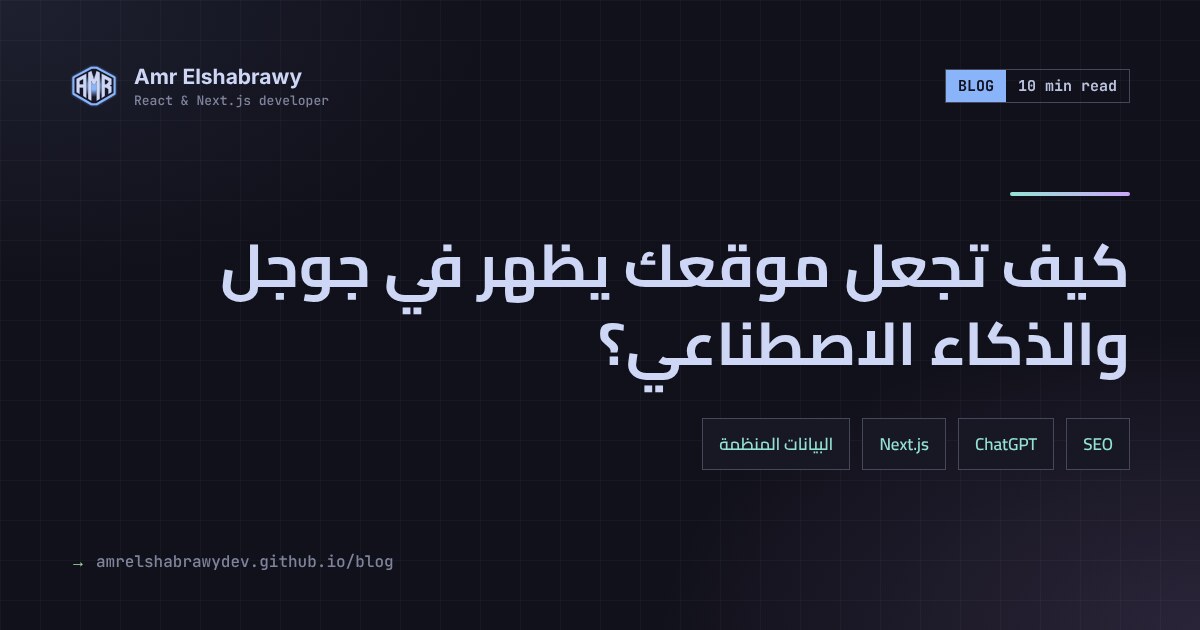 AMR
Amr Elshabrawy
React & Next.js developer
BLOG 10 min read
كيف تجعل موقعك يظهر في جوجل
والذكاء الاصطناعي؟
SEO ChatGPT Next.js البيانات المنظمة
→ amrelshabrawydev.github.io/blog